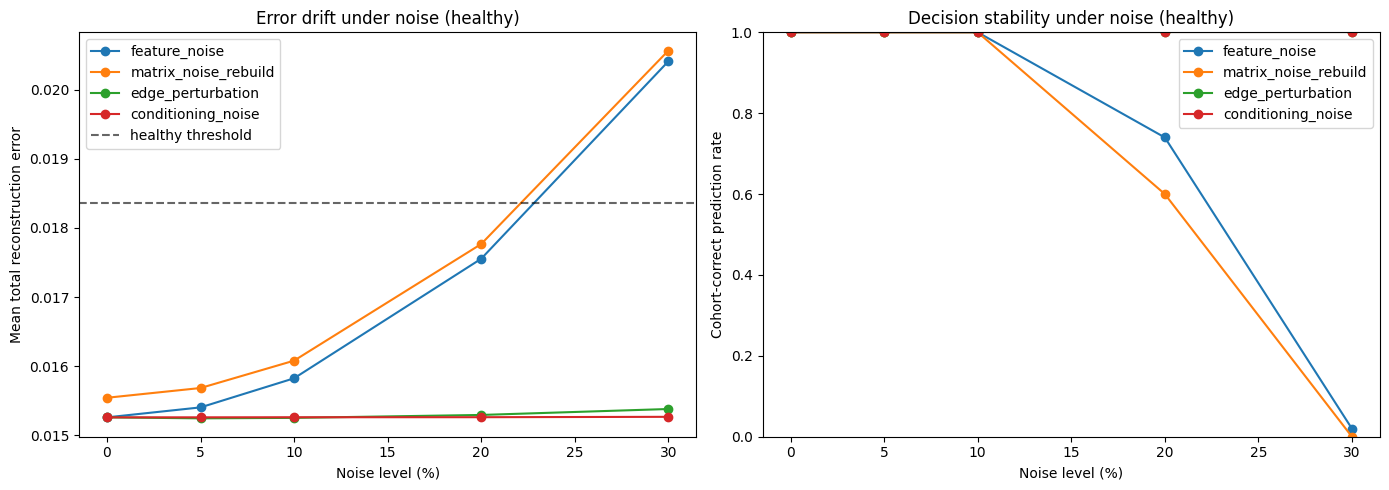 Error drift under noise (healthy)
feature_noise
matrix_noise_rebuild
edge_perturbation
conditioning_noise
healthy threshold
Mean total reconstruction error
0.020
0.019
0.018
0.017
0.016
0.015
0 5 10 15 20 25 30
Noise level (%)
Decision stability under noise (healthy)
feature_noise
matrix_noise_rebuild
edge_perturbation
conditioning_noise
Cohort-correct prediction rate
1.0
0.8
0.6
0.4
0.2
0.0
0 5 10 15 20 25 30
Noise level (%)